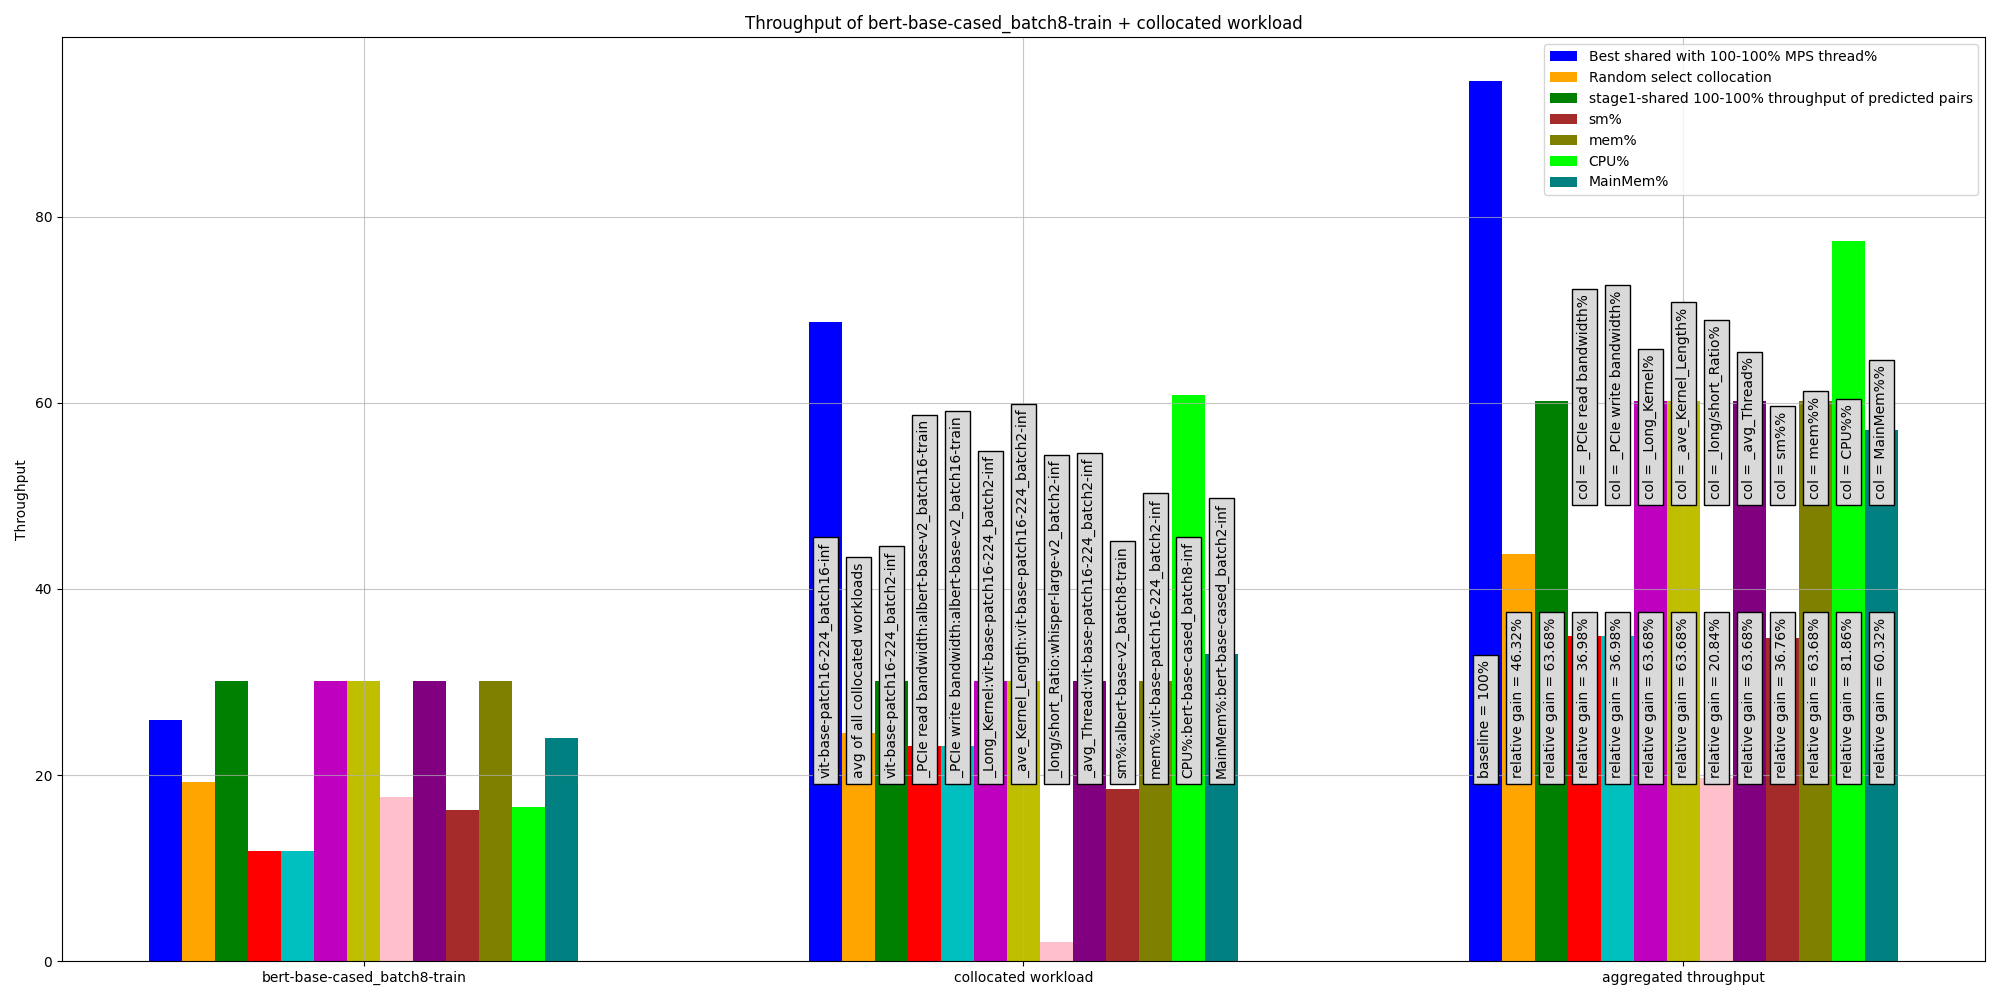 Throughput of bert-base-cased_batch8-train + collocated workload
Best shared with 100-100% MPS thread%
Random select collocation
stage1-shared 100-100% throughput of predicted pairs
sm%
mem%
CPU%
MainMem%
Throughput
80
60
40
20
0
vit-base-patch16-224_batch16-inf
avg of all collocated workloads
vit-base-patch16-224_batch2-inf
_PCIe read bandwidth:albert-base-v2_batch16-train
_PCIe write bandwidth:albert-base-v2_batch16-train
_Long_Kernel:vit-base-patch16-224_batch2-inf
_ave_Kernel_Length:vit-base-patch16-224_batch2-inf
_long/short_Ratio:whisper-large-v2_batch2-inf
_avg_Thread:vit-base-patch16-224_batch2-inf
sm%:albert-base-v2_batch8-train
mem%:vit-base-patch16-224_batch2-inf
CPU%:bert-base-cased_batch8-inf
MainMem%:bert-base-cased_batch2-inf
col = _PCIe read bandwidth%
col = _PCIe write bandwidth%
col = _Long_Kernel%
col = _ave_Kernel_Length%
col = _long/short_Ratio%
col = _avg_Thread%
col = sm%%
col = mem%%
col = CPU%%
col = MainMem%%
baseline = 100%
relative gain = 46.32%
relative gain = 63.68%
relative gain = 36.98%
relative gain = 36.98%
relative gain = 63.68%
relative gain = 63.68%
relative gain = 20.84%
relative gain = 63.68%
relative gain = 36.76%
relative gain = 63.68%
relative gain = 81.86%
relative gain = 60.32%
bert-base-cased_batch8-train
collocated workload
aggregated throughput